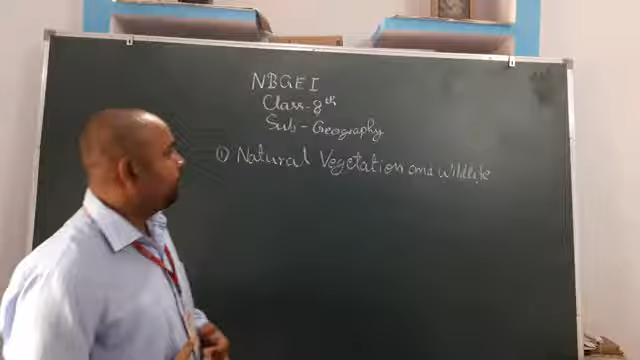 NBGEI
Class-8th
Sub-Geography
① Natural Vegetation and Wildlife